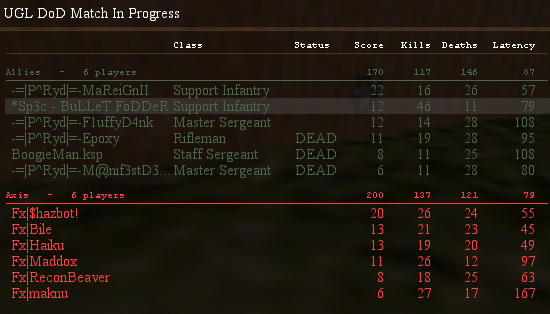 UGL DoD Match In Progress
Class Status Score Kills Deaths Latency
Allies - 6 players 170 117 146 87
-=|P^Ryd|=-MaReiGnII Support Infantry 22 16 26 57
*Sp3c - BuLLeT FoDDeR Support Infantry 12 46 11 79
-=|P^Ryd|=-F1uffyD4nk Master Sergeant 12 14 28 108
-=|P^Ryd|=-Epoxy Rifleman DEAD 11 19 28 95
BoogieMan.ksp Staff Sergeant DEAD 8 11 25 108
-=|P^Ryd|=-M@nif3stD3... Master Sergeant DEAD 6 11 28 80
Axis - 6 players 200 137 121 79
Fx|$hazbot! 20 26 24 55
Fx|Bile 13 21 23 45
Fx|Haiku 13 19 20 49
Fx|Maddox 11 26 12 97
Fx|ReconBeaver 8 18 25 63
Fx|maknu 6 27 17 167